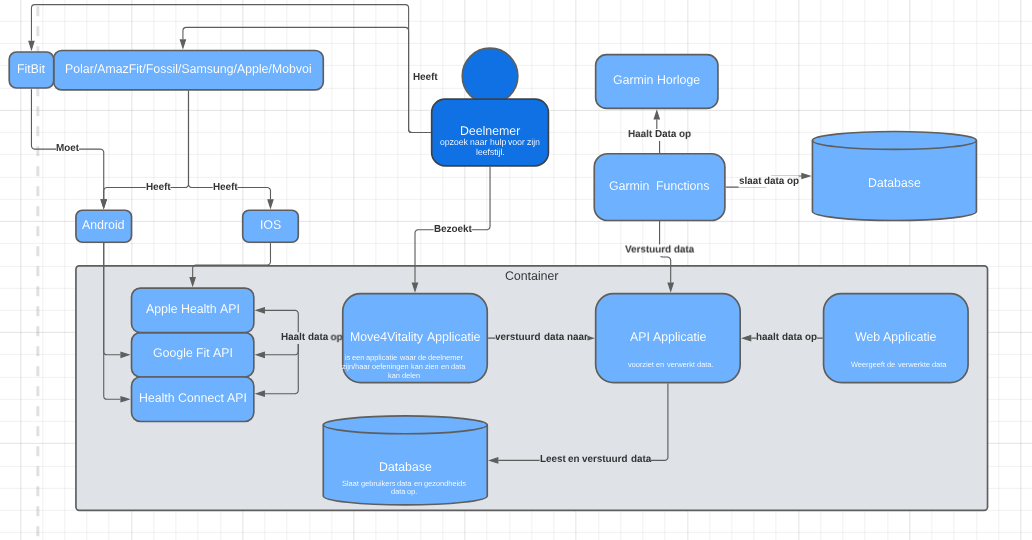 FitBit
Polar/AmazFit/Fossil/Samsung/Apple/Mobvoi
Heeft
Deelnemer
opzoek naar hulp voor zijn
leefstijl.
Garmin Horloge
Haalt Data op
Garmin Functions
slaat data op
Database
Moet
Heeft
Heeft
Android
IOS
Bezoekt
Verstuurd data
Container
Apple Health API
Google Fit API
Health Connect API
Haalt data op
Move4Vitality Applicatie
is een applicatie waar de deelnemer
zijn/haar oefeningen kan zien en data
kan delen
verstuurd data naar
API Applicatie
voorziet en verwerkt data.
haalt data op
Web Applicatie
Weergeeft de verwerkte data
Database
Slaat gebruikers data en gezondheids
data op.
Leest en verstuurd data